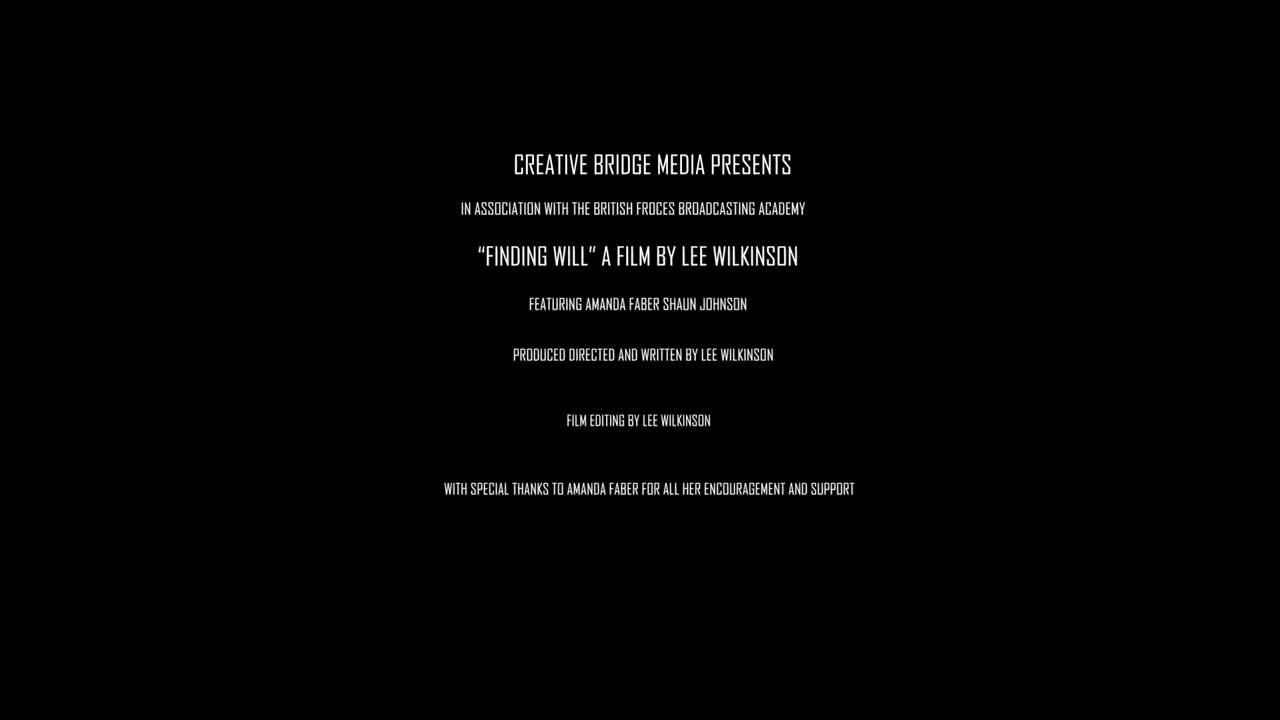 CREATIVE BRIDGE MEDIA PRESENTS
IN ASSOCIATION WITH THE BRITISH FROCES BROADCASTING ACADEMY
“FINDING WILL” A FILM BY LEE WILKINSON
FEATURING AMANDA FABER SHAUN JOHNSON
PRODUCED DIRECTED AND WRITTEN BY LEE WILKINSON
FILM EDITING BY LEE WILKINSON
WITH SPECIAL THANKS TO AMANDA FABER FOR ALL HER ENCOURAGEMENT AND SUPPORT